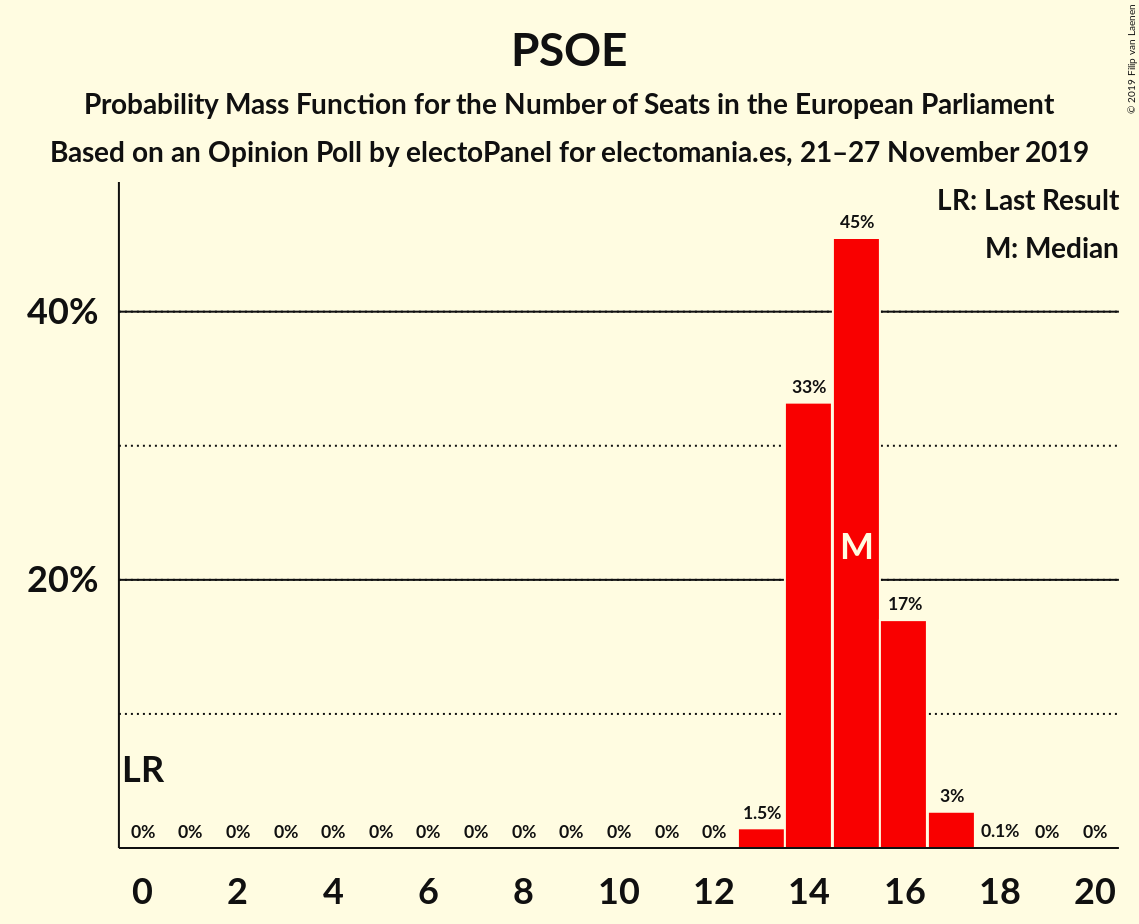 PSOE
Probability Mass Function for the Number of Seats in the European Parliament
Based on an Opinion Poll by electoPanel for electomania.es, 21–27 November 2019
© 2019 Filip van Laenen
LR: Last Result
M: Median
45%
40%
33%
M
20%
17%
LR
0% 0% 0% 0% 0% 0% 0% 0% 0% 0% 0% 0% 0% 1.5% 3% 0.1% 0% 0%
0 2 4 6 8 10 12 14 16 18 20